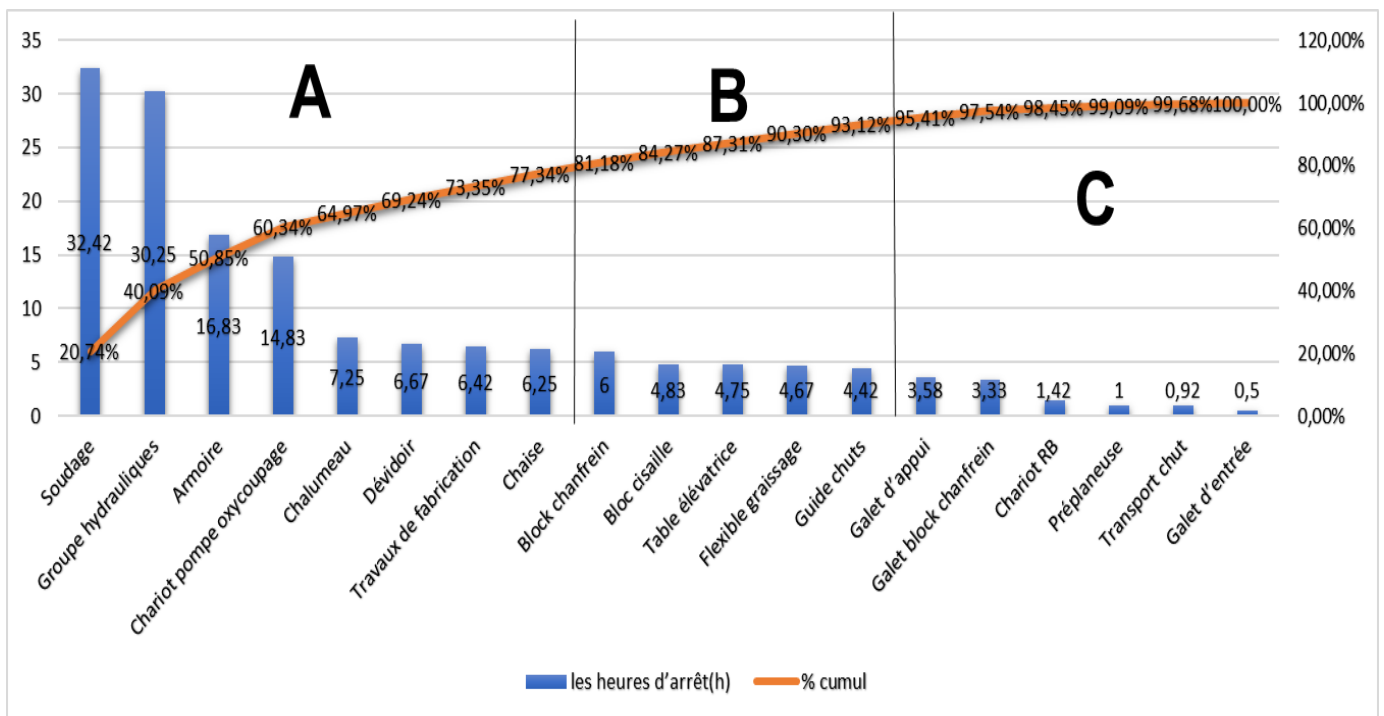 A
B
C
35
30
25
20
15
10
5
0
120,00%
100,00%
80,00%
60,00%
40,00%
20,00%
0,00%
32,42
30,25
16,83
14,83
7,25
6,67
6,42
6,25
6
4,83
4,75
4,67
4,42
3,58
3,33
1,42
1
0,92
0,5
20,74%
40,09%
50,85%
60,34%
64,97%
69,24%
73,35%
77,34%
81,18%
84,27%
87,31%
90,30%
93,12%
95,41%
97,54%
98,45%
99,09%
99,68%
100,00%
Soudage
Groupe hydrauliques
Armoire
Chariot pompe oxycoupage
Chalumeau
Dévidoir
Travaux de fabrication
Chaise
Block chanfrein
Bloc cisaille
Table élévatrice
Flexible graissage
Guide chuts
Galet d'appui
Galet block chanfrein
Chariot RB
Préplaneuse
Transport chut
Galet d'entrée
les heures d'arrêt(h)
% cumul